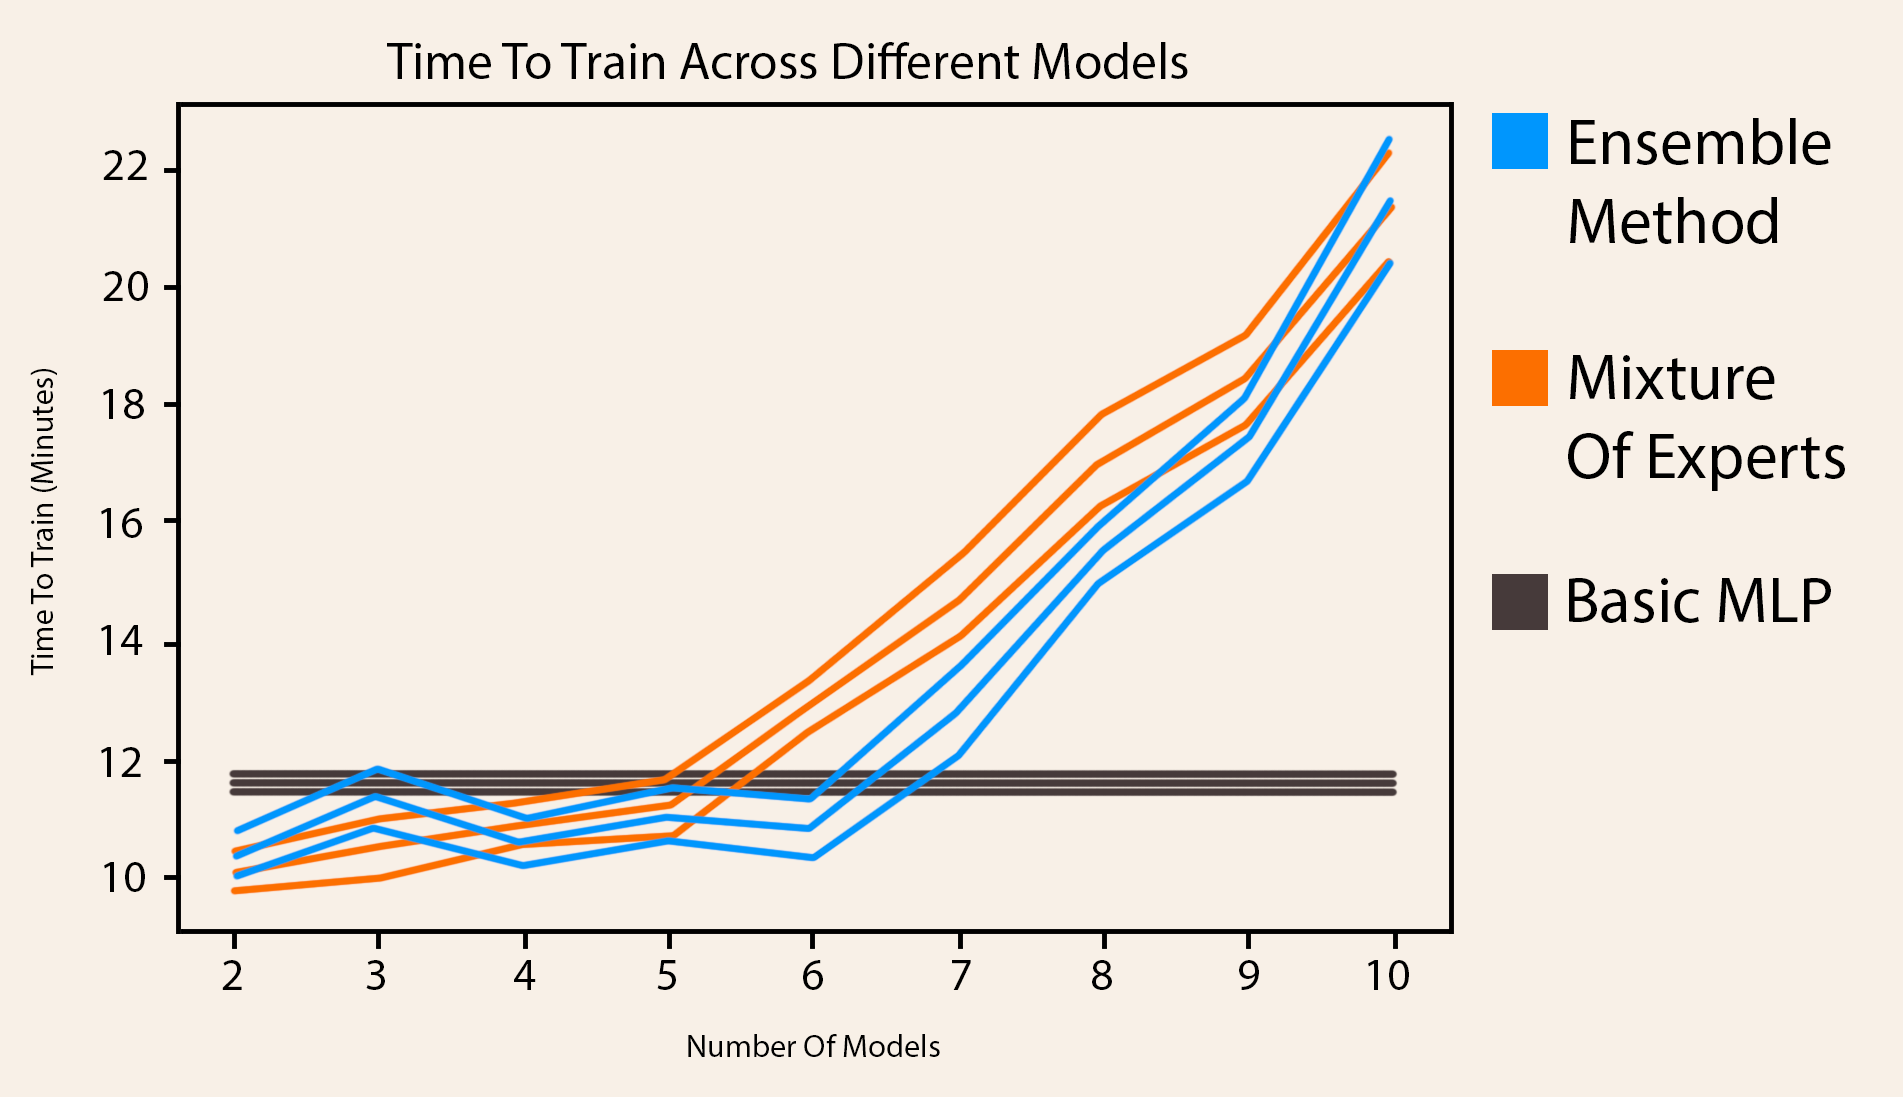 Time To Train Across Different Models
Ensemble
Method
Mixture
Of Experts
Basic MLP
Time To Train (Minutes)
22
20
18
16
14
12
10
2 3 4 5 6 7 8 9 10
Number Of Models